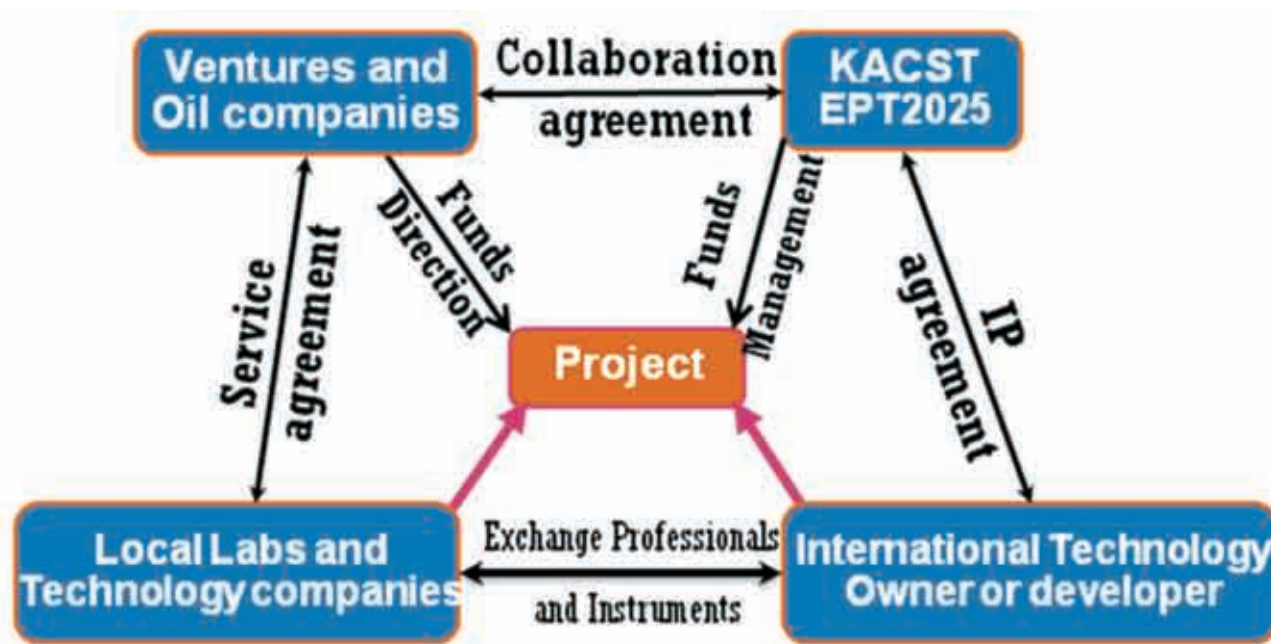 Ventures and
Oil companies
Collaboration
agreement
KACST
EPT2025
Funds
Direction
Funds
Management
Service
agreement
IP
agreement
Project
Local Labs and
Technology companies
Exchange Professionals
and Instruments
International Technology
Owner or developer